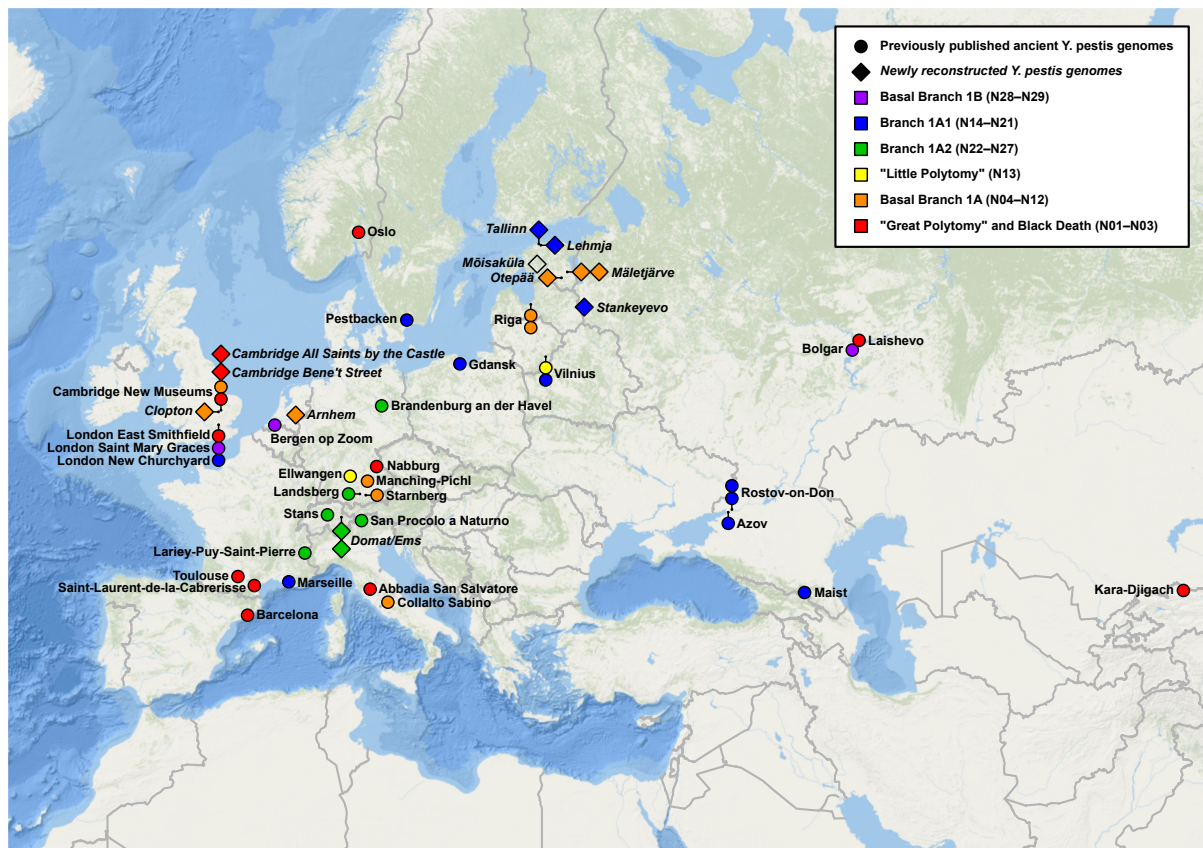 Previously published ancient Y. pestis genomes
Newly reconstructed Y. pestis genomes
Basal Branch 1B (N28–N29)
Branch 1A1 (N14–N21)
Branch 1A2 (N22–N27)
"Little Polytomy" (N13)
Basal Branch 1A (N04–N12)
"Great Polytomy" and Black Death (N01–N03)
Oslo
Tallinn
Lehmja
Mõisaküla
Otepää
Mäletjärve
Stankeyevo
Pestbacken
Riga
Laishevo
Bolgar
Cambridge All Saints by the Castle
Cambridge Bene't Street
Gdansk
Vilnius
Cambridge New Museums
Clopton
Arnhem
Brandenburg an der Havel
London East Smithfield
London Saint Mary Graces
London New Churchyard
Bergen op Zoom
Nabburg
Ellwangen
Manching-Pichl
Landsberg
Starnberg
Rostov-on-Don
Azov
Stans
San Procolo a Naturno
Domat/Ems
Lariey-Puy-Saint-Pierre
Toulouse
Saint-Laurent-de-la-Cabrerisse
Marseille
Abbadia San Salvatore
Collalto Sabino
Barcelona
Maist
Kara-Djigach